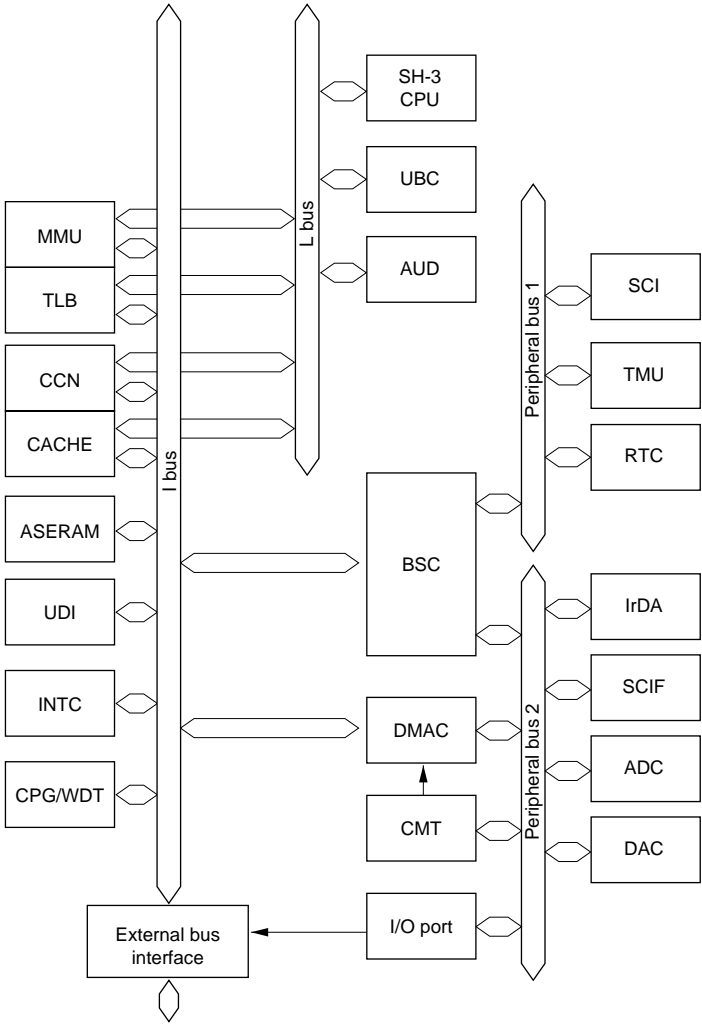 SH-3
CPU
UBC
AUD
L bus
MMU
TLB
CCN
CACHE
I bus
ASERAM
UDI
INTC
CPG/WDT
External bus
interface
BSC
DMAC
CMT
I/O port
Peripheral bus 1
SCI
TMU
RTC
Peripheral bus 2
IrDA
SCIF
ADC
DAC